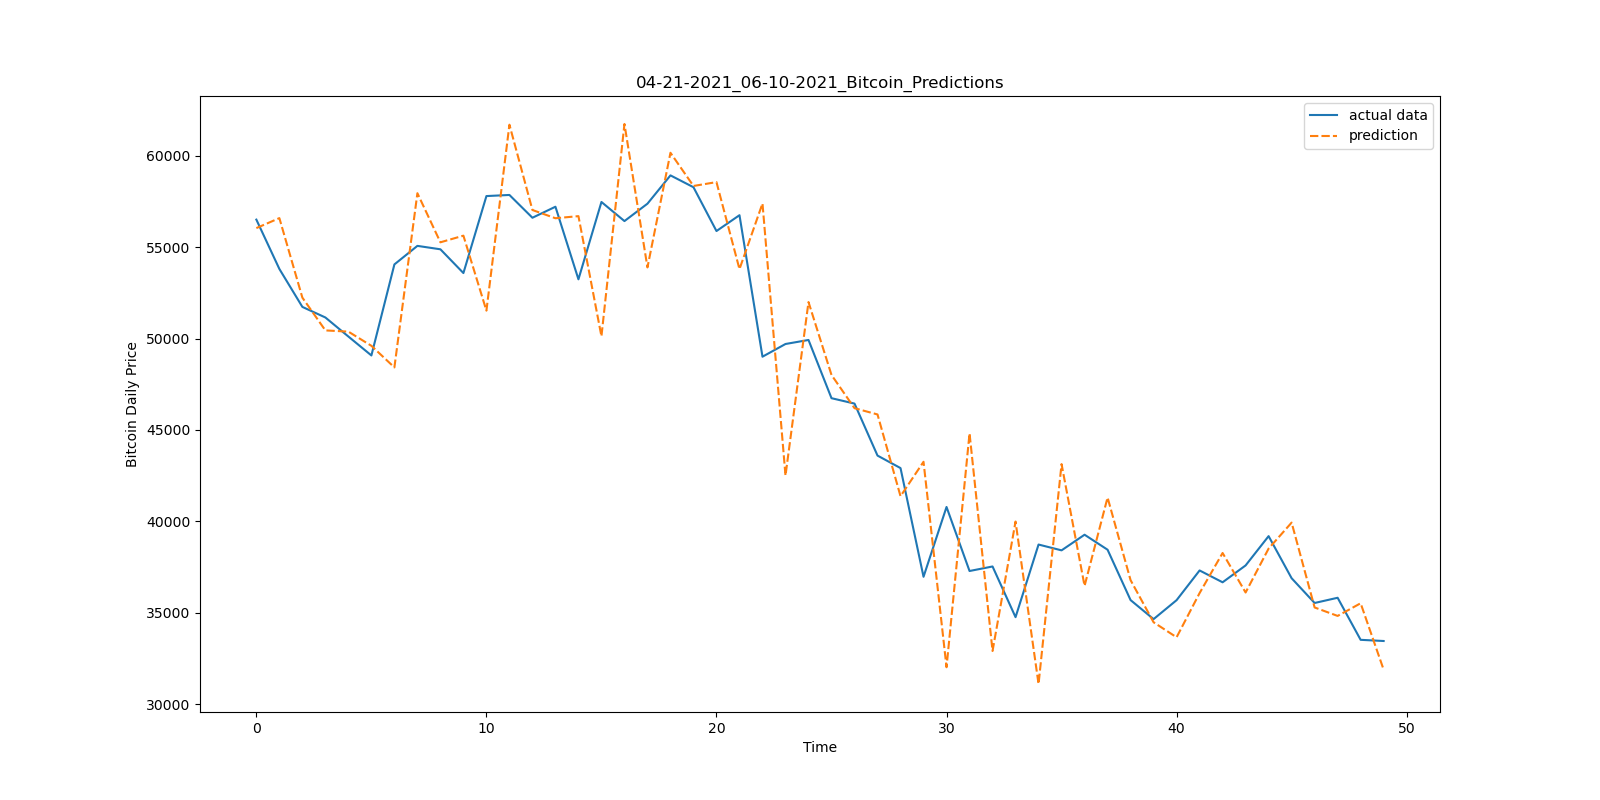 04-21-2021_06-10-2021_Bitcoin_Predictions
actual data
prediction
60000
55000
50000
45000
40000
35000
30000
Bitcoin Daily Price
0 10 20 30 40 50
Time